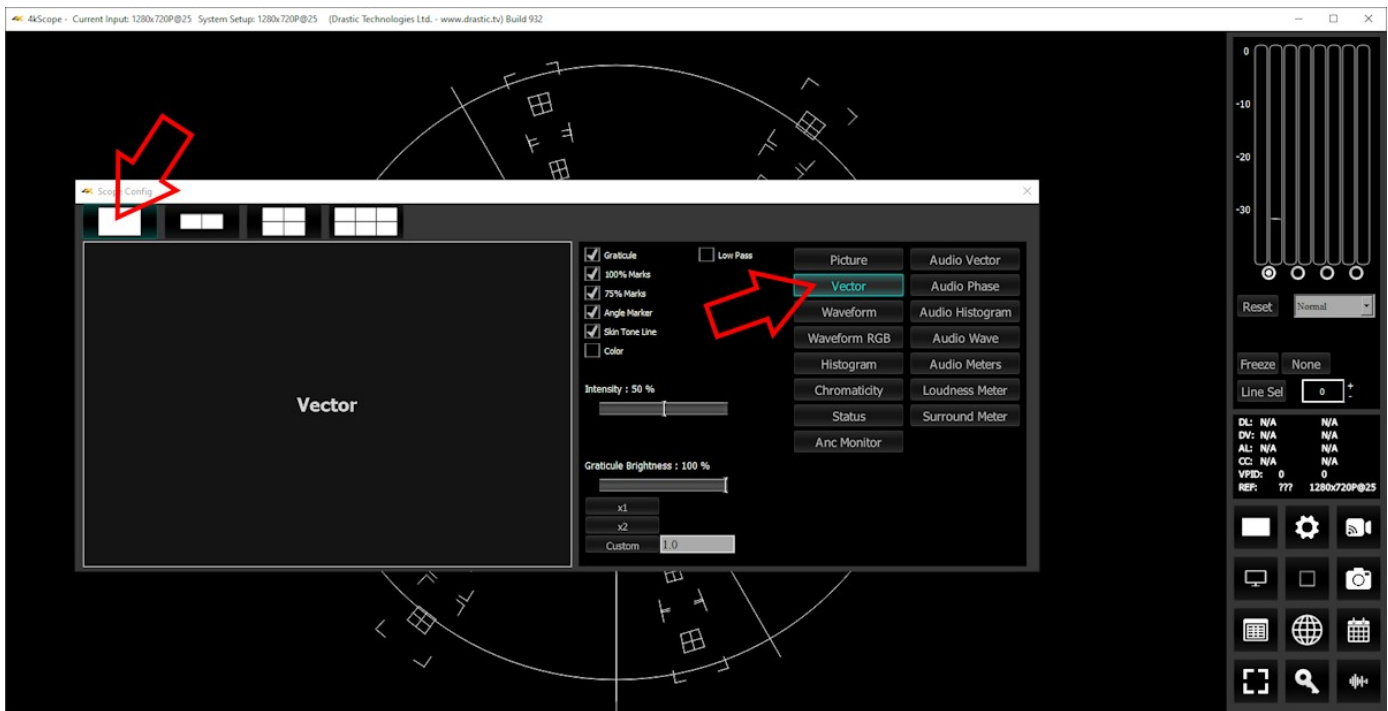 4kScope - Current Input: 1280x720P@25 System Setup: 1280x720P@25 (Drastic Technologies Ltd. - www.drastic.tv) Build 932
Scope Config
Graticule
Low Pass
100% Marks
75% Marks
Angle Marker
Skin Tone Line
Color
Intensity : 50 %
Graticule Brightness : 100 %
x1
x2
Custom 1.0
Vector
Picture Audio Vector
Vector Audio Phase
Waveform Audio Histogram
Waveform RGB Audio Wave
Histogram Audio Meters
Chromaticity Loudness Meter
Status Surround Meter
Anc Monitor
0
-10
-20
-30
Reset Normal
Freeze None
Line Sel 0 + -
DL: N/A N/A
DV: N/A N/A
AL: N/A N/A
CC: N/A N/A
VPID: 0 0
REF: ??? 1280x720P@25